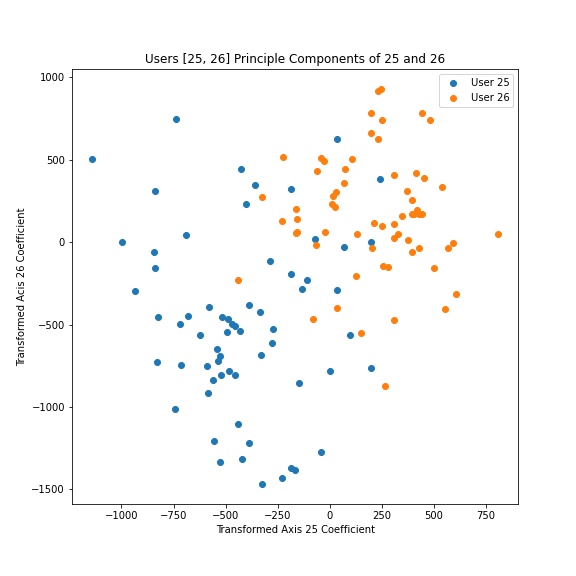 Users [25, 26] Principle Components of 25 and 26
User 25
User 26
1000
500
0
−500
−1000
−1500
Transformed Acis 26 Coefficient
−1000
−750
−500
−250
0
250
500
750
Transformed Axis 25 Coefficient